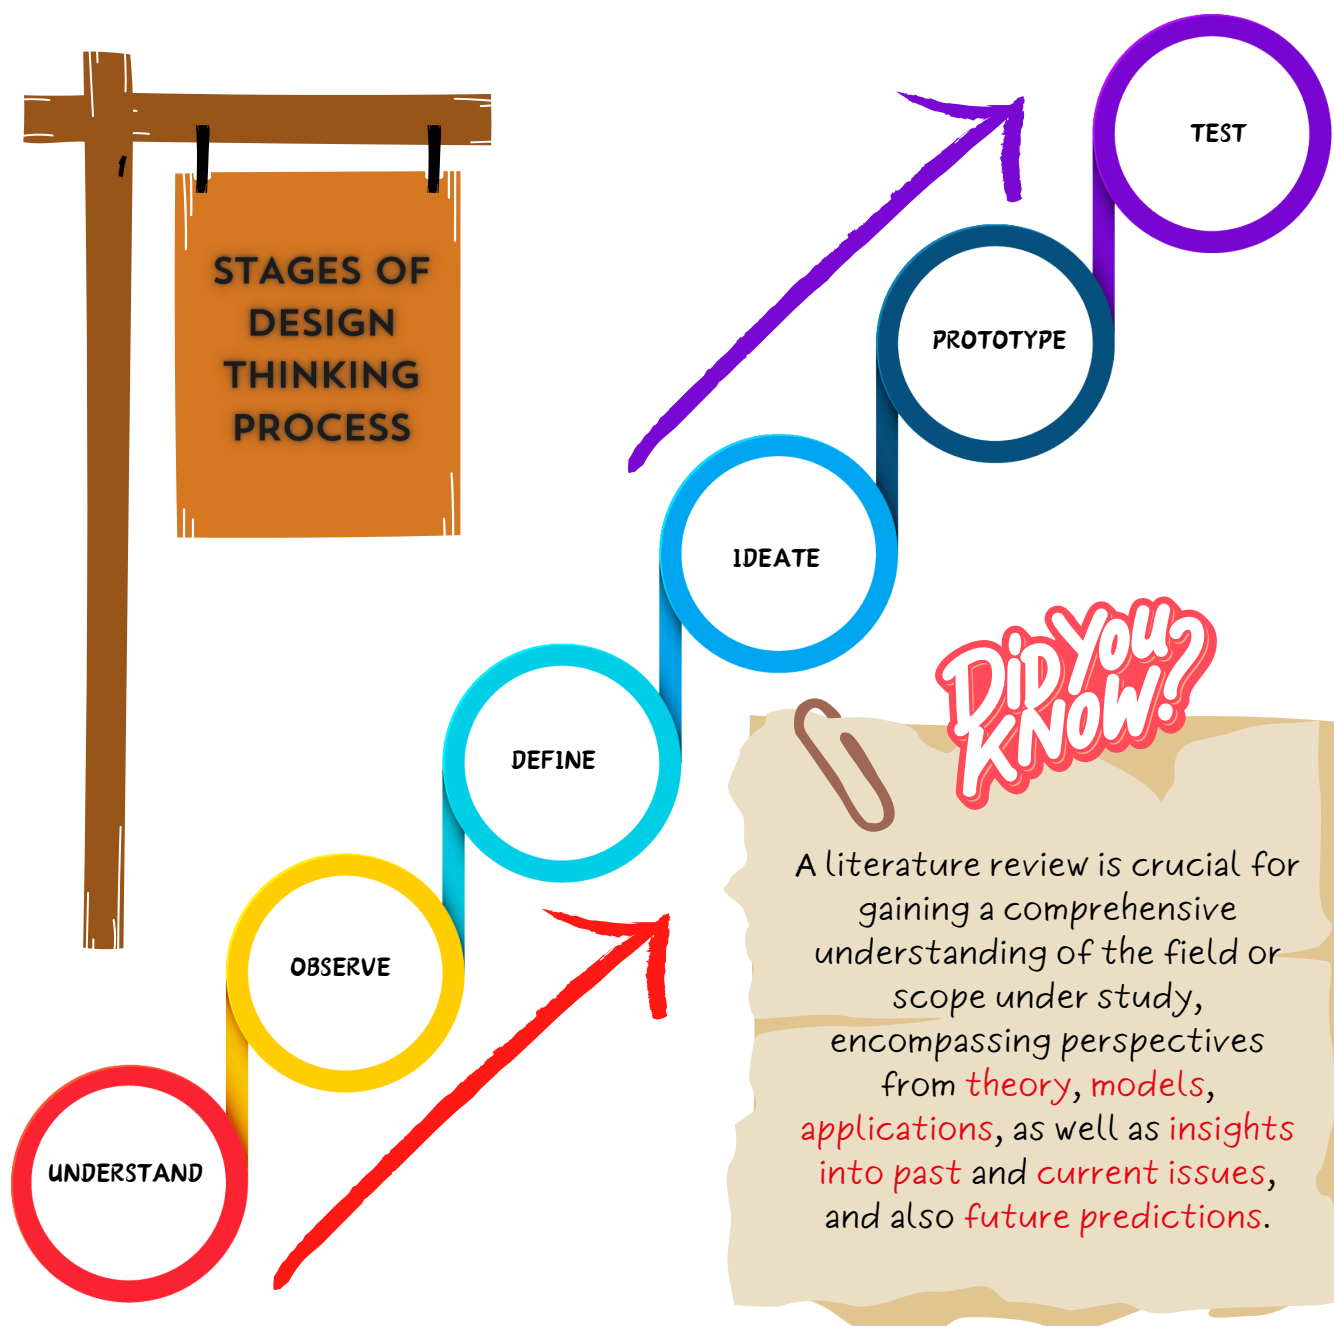 STAGES OF
DESIGN
THINKING
PROCESS
TEST
PROTOTYPE
IDEATE
DEFINE
OBSERVE
UNDERSTAND
DiD YOU
KNOW?
A literature review is crucial for
gaining a comprehensive
understanding of the field or
scope under study,
encompassing perspectives
from theory, models,
applications, as well as insights
into past and current issues,
and also future predictions.